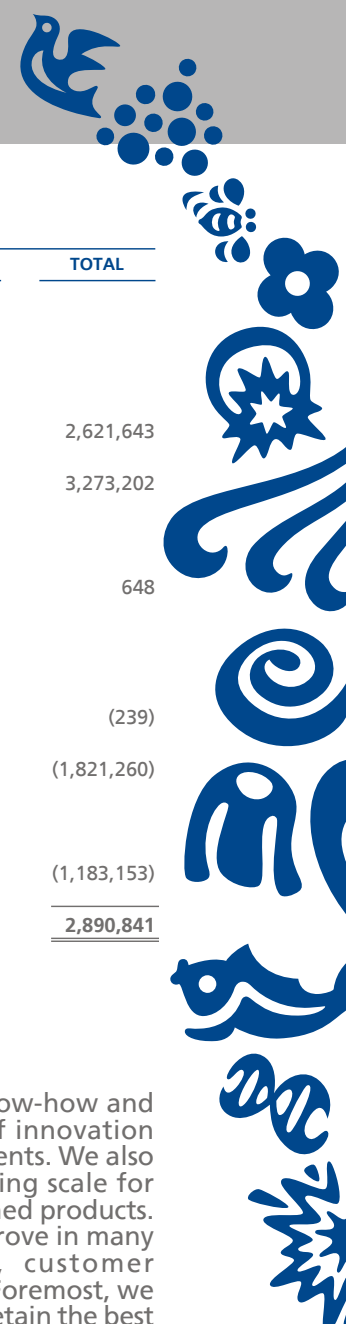 TOTAL
2,621,643
3,273,202
648
(239)
(1,821,260)
(1,183,153)
2,890,841
ow-how and
f innovation
ents. We also
ing scale for
ed products.
rove in many
customer
Foremost, we
etain the best